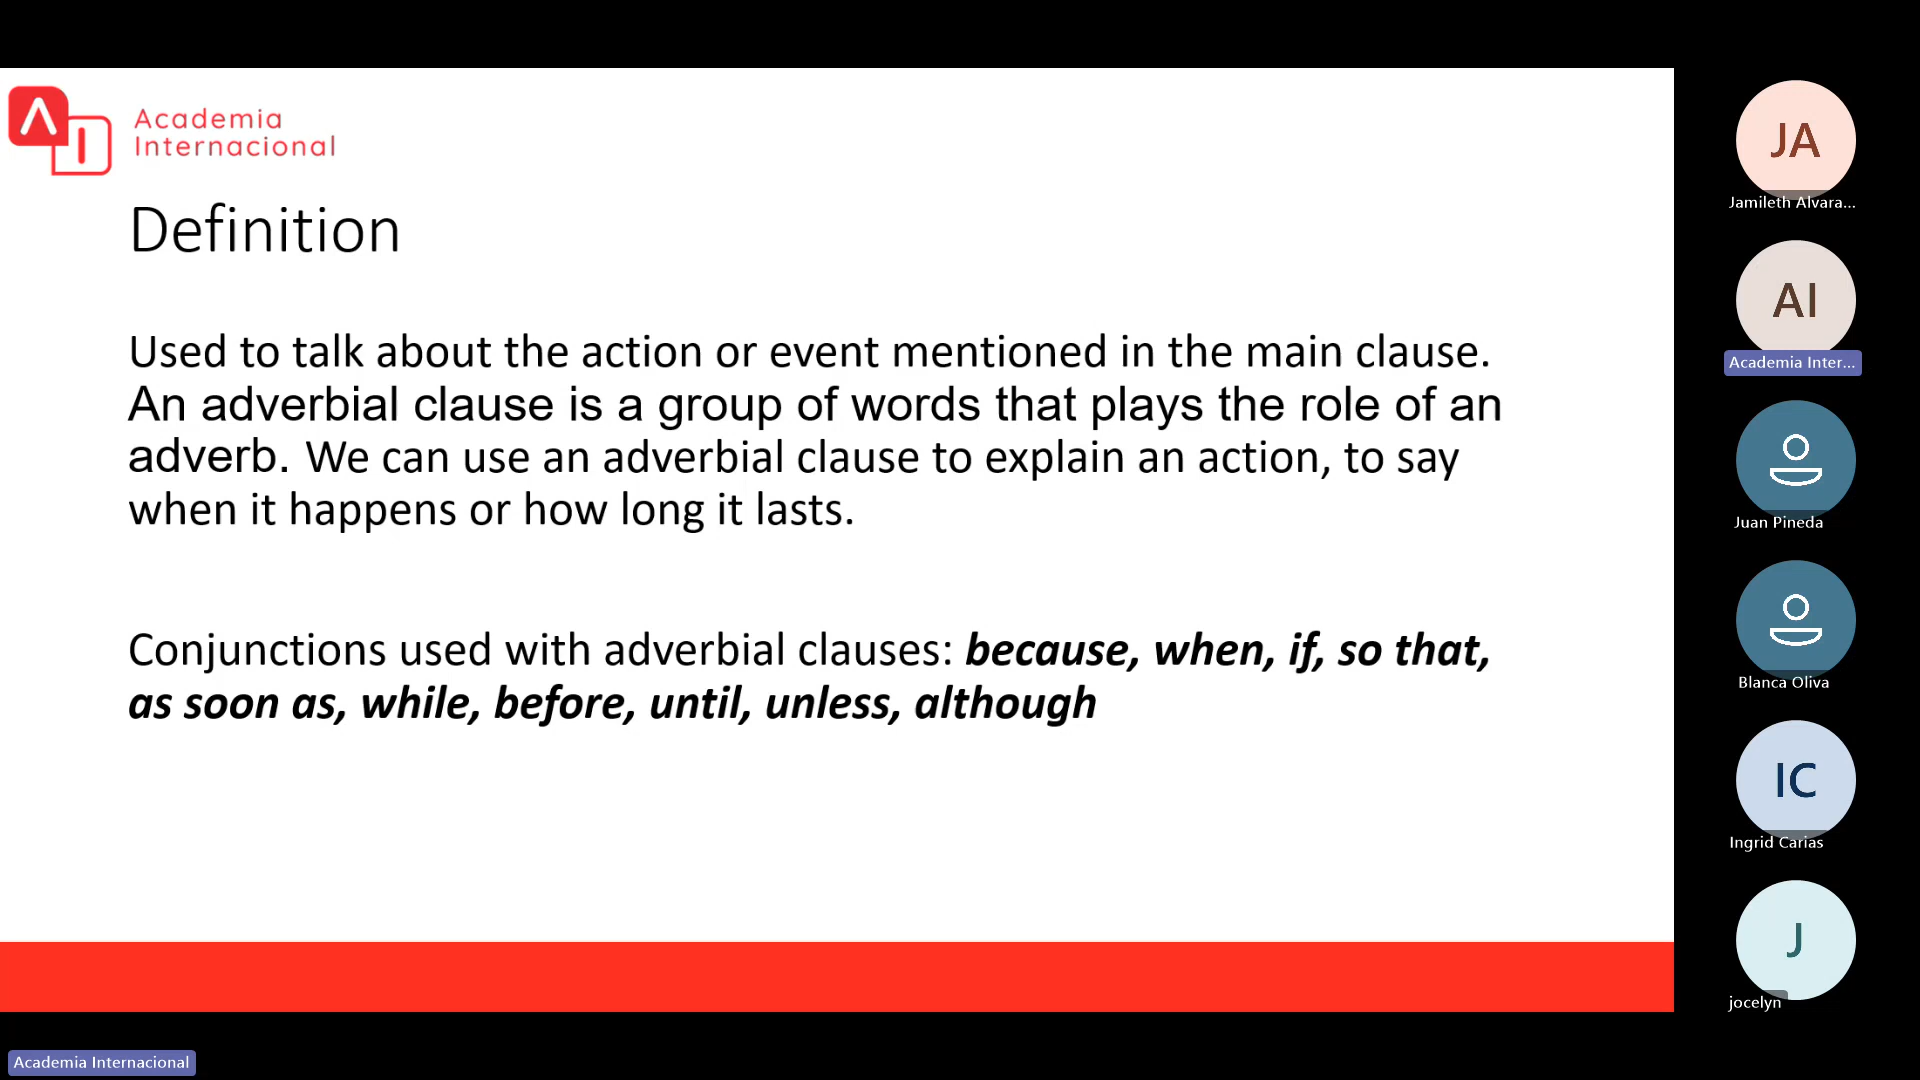 Academia
Internacional
Definition
Used to talk about the action or event mentioned in the main clause.
An adverbial clause is a group of words that plays the role of an
adverb. We can use an adverbial clause to explain an action, to say
when it happens or how long it lasts.
Conjunctions used with adverbial clauses: because, when, if, so that,
as soon as, while, before, until, unless, although
JA
Jamileth Alvara...
AI
Academia Inter...
Juan Pineda
Blanca Oliva
IC
Ingrid Carias
J
jocelyn
Academia Internacional